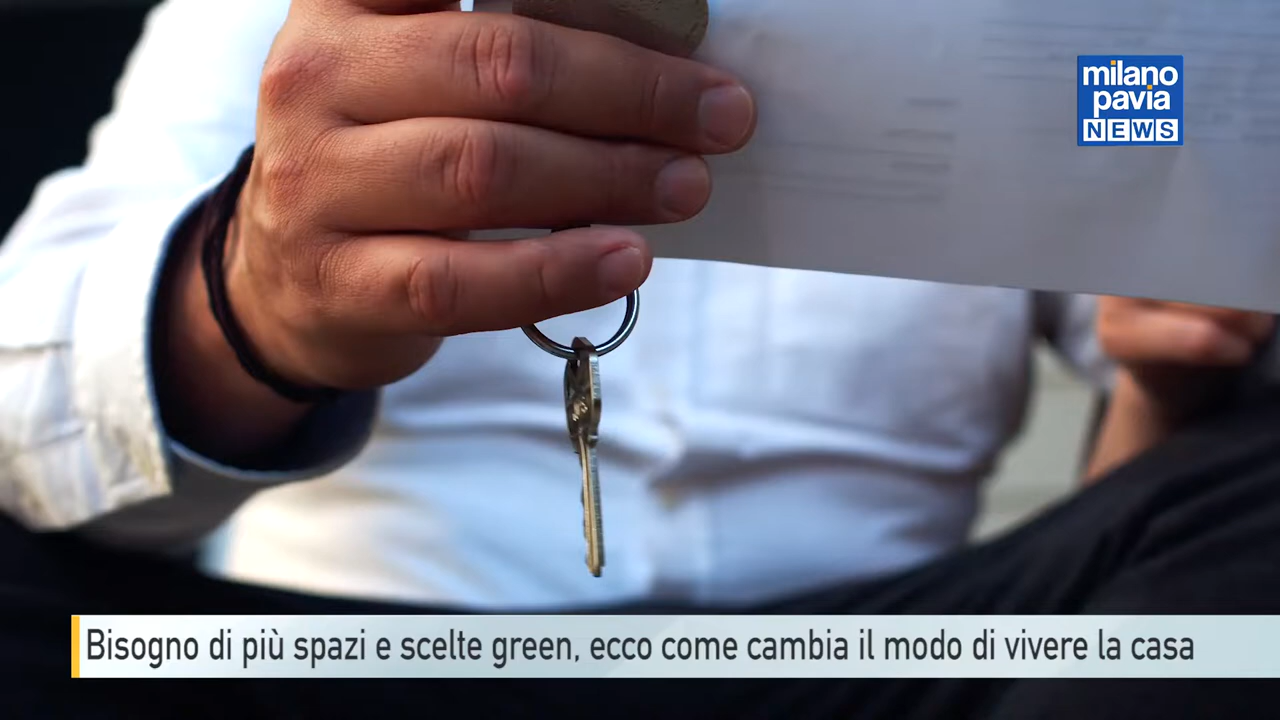 milano
pavia
NEWS
Bisogno di più spazi e scelte green, ecco come cambia il modo di vivere la casa